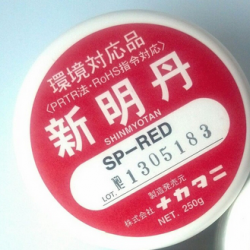 環境対応品
〈PRTR法・RoHS指令対応〉
新明丹
SHINMYOTAN
SP-RED
LOT. 1305183
製造発売元
株式会社ナカタニ
NET. 250g